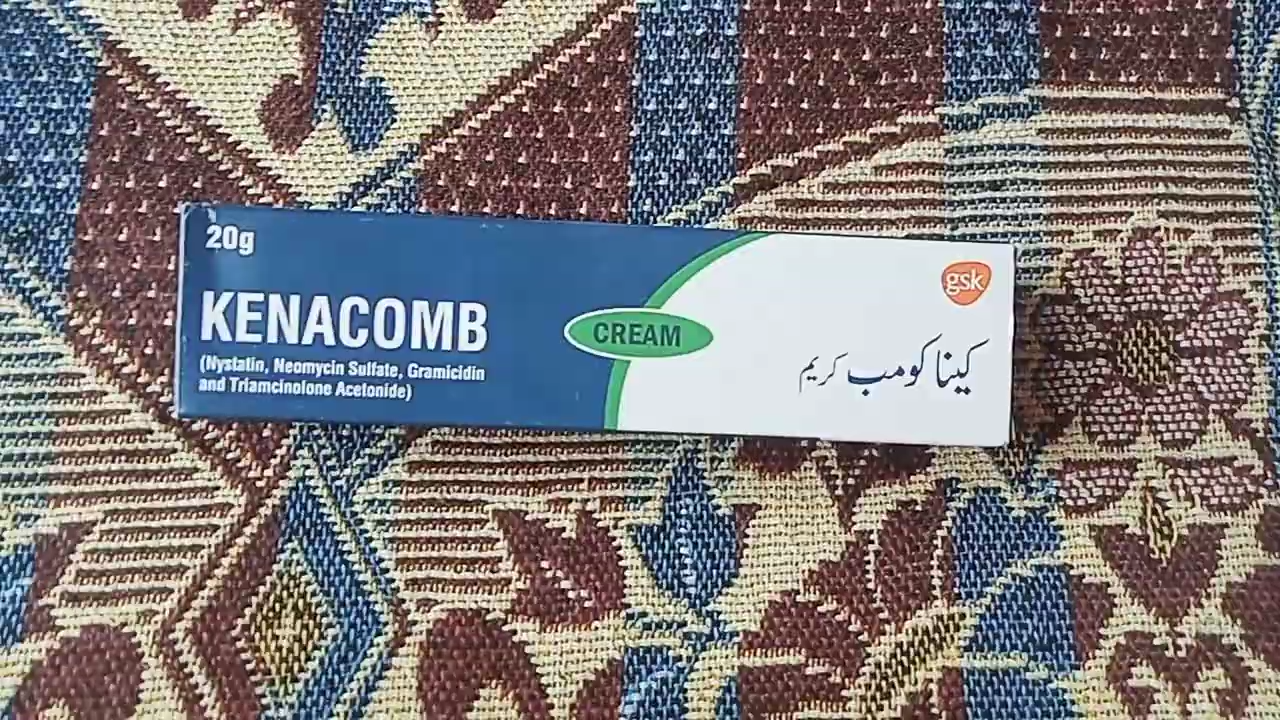 20g
KENACOMB
(Nystatin, Neomycin Sulfate, Gramicidin
and Triamcinolone Acetonide)
CREAM
gsk
کیناکومب کریم